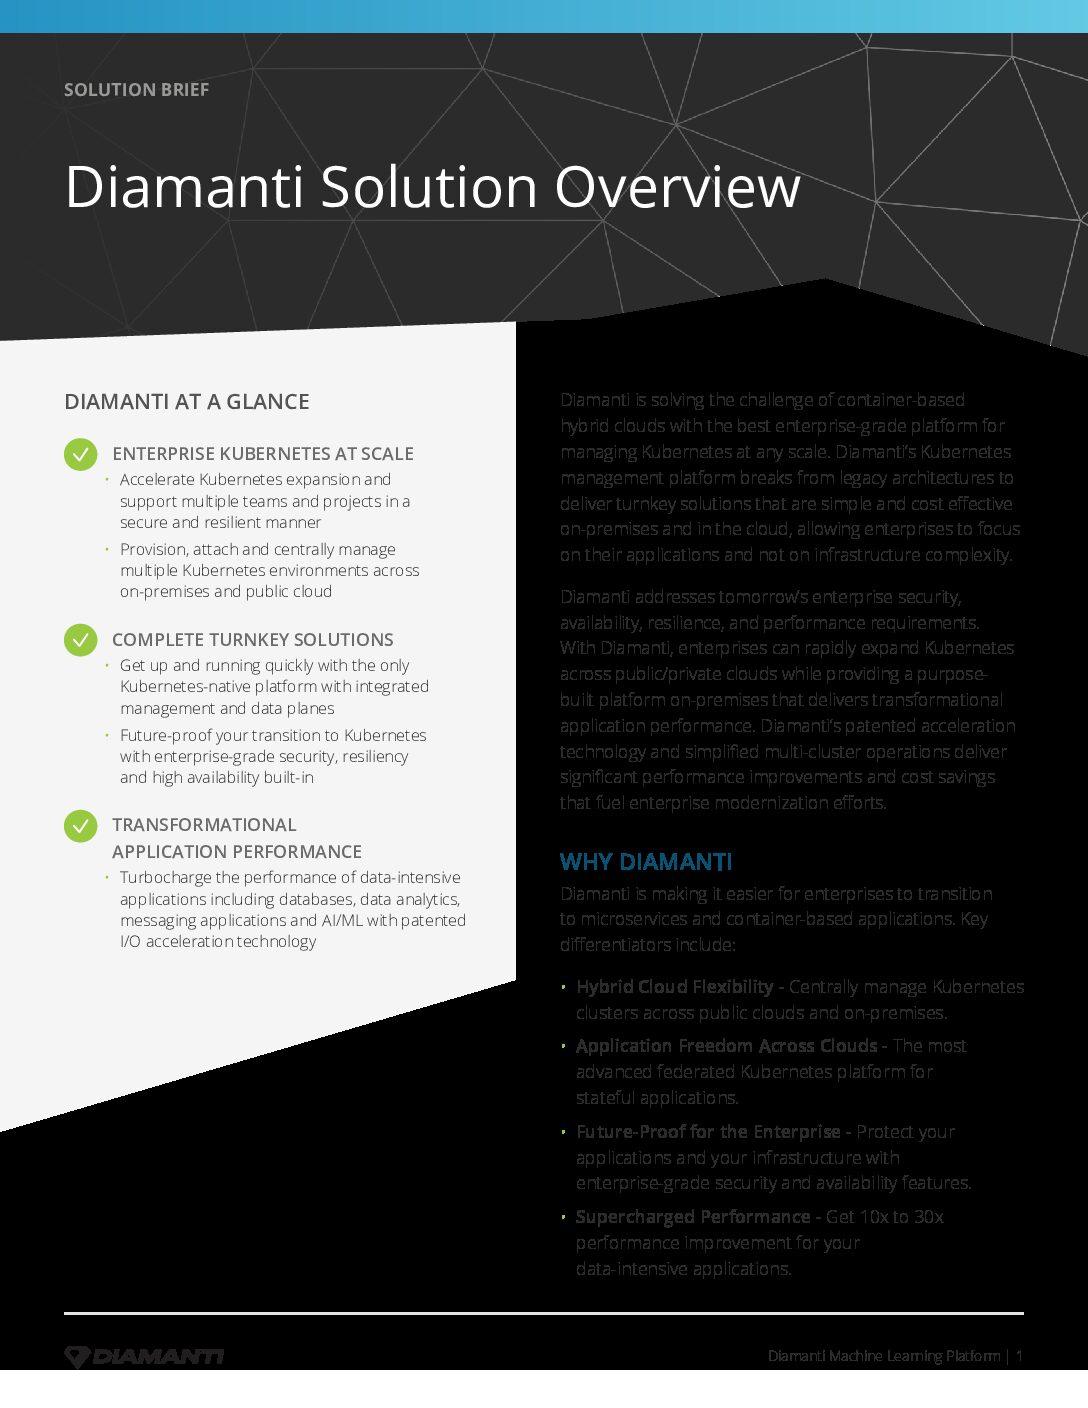 SOLUTION BRIEF
Diamanti Solution Overview
DIAMANTI AT A GLANCE
ENTERPRISE KUBERNETES AT SCALE
• Accelerate Kubernetes expansion and
support multiple teams and projects in a
secure and resilient manner
• Provision, attach and centrally manage
multiple Kubernetes environments across
on-premises and public cloud
COMPLETE TURNKEY SOLUTIONS
• Get up and running quickly with the only
Kubernetes-native platform with integrated
management and data planes
• Future-proof your transition to Kubernetes
with enterprise-grade security, resiliency
and high availability built-in
TRANSFORMATIONAL
APPLICATION PERFORMANCE
• Turbocharge the performance of data-intensive
applications including databases, data analytics,
messaging applications and AI/ML with patented
I/O acceleration technology
Diamanti is solving the challenge of container-based
hybrid clouds with the best enterprise-grade platform for
managing Kubernetes at any scale. Diamanti’s Kubernetes
management platform breaks from legacy architectures to
deliver turnkey solutions that are simple and cost effective
on-premises and in the cloud, allowing enterprises to focus
on their applications and not on infrastructure complexity.
Diamanti addresses tomorrow’s enterprise security,
availability, resilience, and performance requirements.
With Diamanti, enterprises can rapidly expand Kubernetes
across public/private clouds while providing a purpose-
built platform on-premises that delivers transformational
application performance. Diamanti’s patented acceleration
technology and simplified multi-cluster operations deliver
significant performance improvements and cost savings
that fuel enterprise modernization efforts.
WHY DIAMANTI
Diamanti is making it easier for enterprises to transition
to microservices and container-based applications. Key
differentiators include:
• Hybrid Cloud Flexibility - Centrally manage Kubernetes
clusters across public clouds and on-premises.
• Application Freedom Across Clouds - The most
advanced federated Kubernetes platform for
stateful applications.
• Future-Proof for the Enterprise - Protect your
applications and your infrastructure with
enterprise-grade security and availability features.
• Supercharged Performance - Get 10x to 30x
performance improvement for your
data-intensive applications.
DIAMANTI
Diamanti Machine Learning Platform | 1